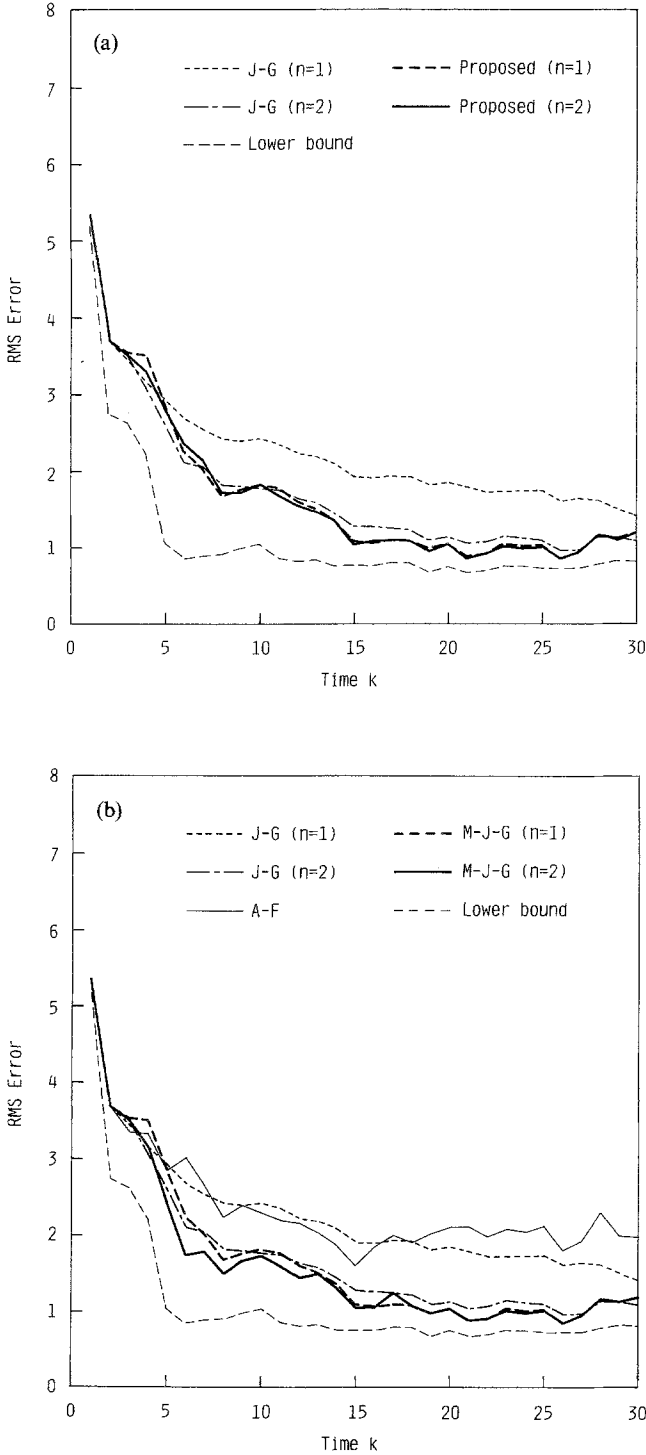 (a)
J-G (n=1)
Proposed (n=1)
J-G (n=2)
Proposed (n=2)
Lower bound
8
7
6
5
4
3
2
1
0
RMS Error
0 5 10 15 20 25 30
Time k
(b)
J-G (n=1)
M-J-G (n=1)
J-G (n=2)
M-J-G (n=2)
A-F
Lower bound
8
7
6
5
4
3
2
1
0
RMS Error
0 5 10 15 20 25 30
Time k